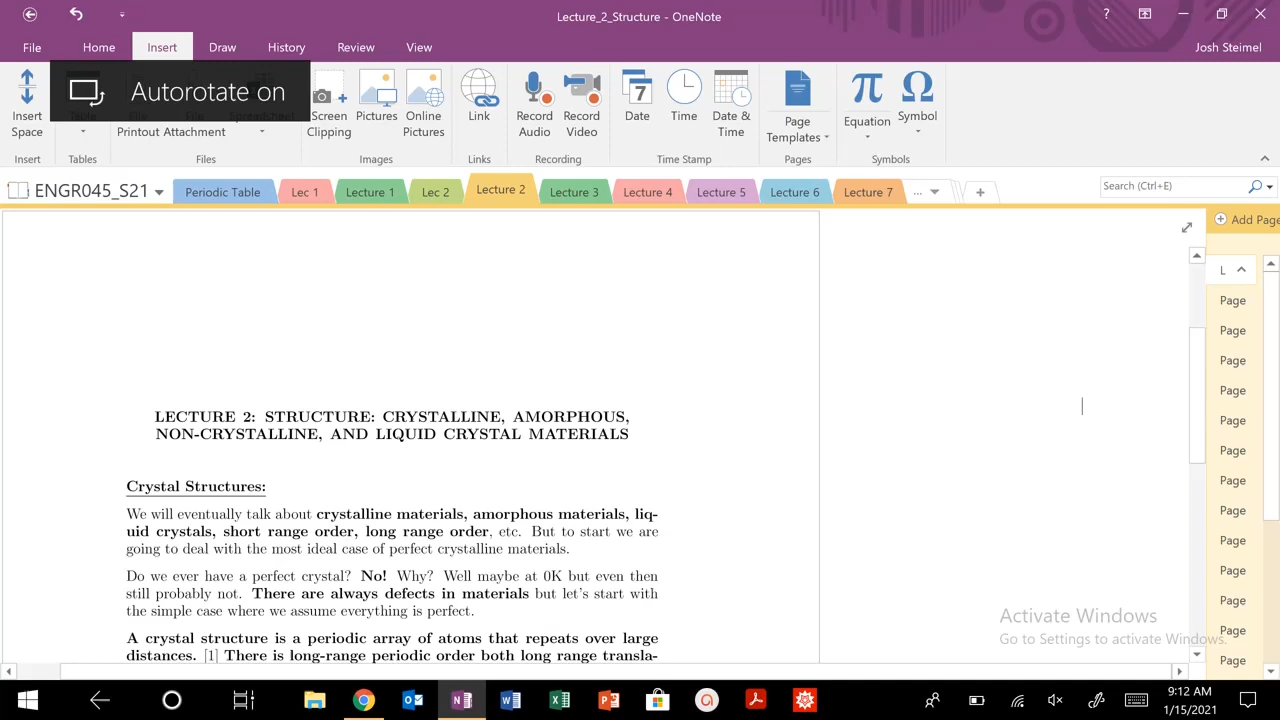 Lecture_2_Structure - OneNote
?
File
Home
Insert
Draw
History
Review
View
Josh Steimel
Autorotate on
Insert
Space
Printout Attachment
Screen
Clipping
Pictures
Online
Pictures
Link
Record
Audio
Record
Video
7
Date
Time
Date &
Time
Page
Templates
π
Equation
Ω
Symbol
Insert
Tables
Files
Images
Links
Recording
Time Stamp
Pages
Symbols
ENGR045_S21
Periodic Table
Lec 1
Lecture 1
Lec 2
Lecture 2
Lecture 3
Lecture 4
Lecture 5
Lecture 6
Lecture 7
...
Search (Ctrl+E)
Add Page
L
Page
Page
Page
Page
Page
Page
Page
Page
Page
Page
Page
Page
Page
LECTURE 2: STRUCTURE: CRYSTALLINE, AMORPHOUS,
NON-CRYSTALLINE, AND LIQUID CRYSTAL MATERIALS
Crystal Structures:
We will eventually talk about crystalline materials, amorphous materials, liq-
uid crystals, short range order, long range order, etc. But to start we are
going to deal with the most ideal case of perfect crystalline materials.
Do we ever have a perfect crystal? No! Why? Well maybe at 0K but even then
still probably not. There are always defects in materials but let's start with
the simple case where we assume everything is perfect.
A crystal structure is a periodic array of atoms that repeats over large
distances. [1] There is long-range periodic order both long range transla-
Activate Windows
Go to Settings to activate Windows.
9:12 AM
1/15/2021